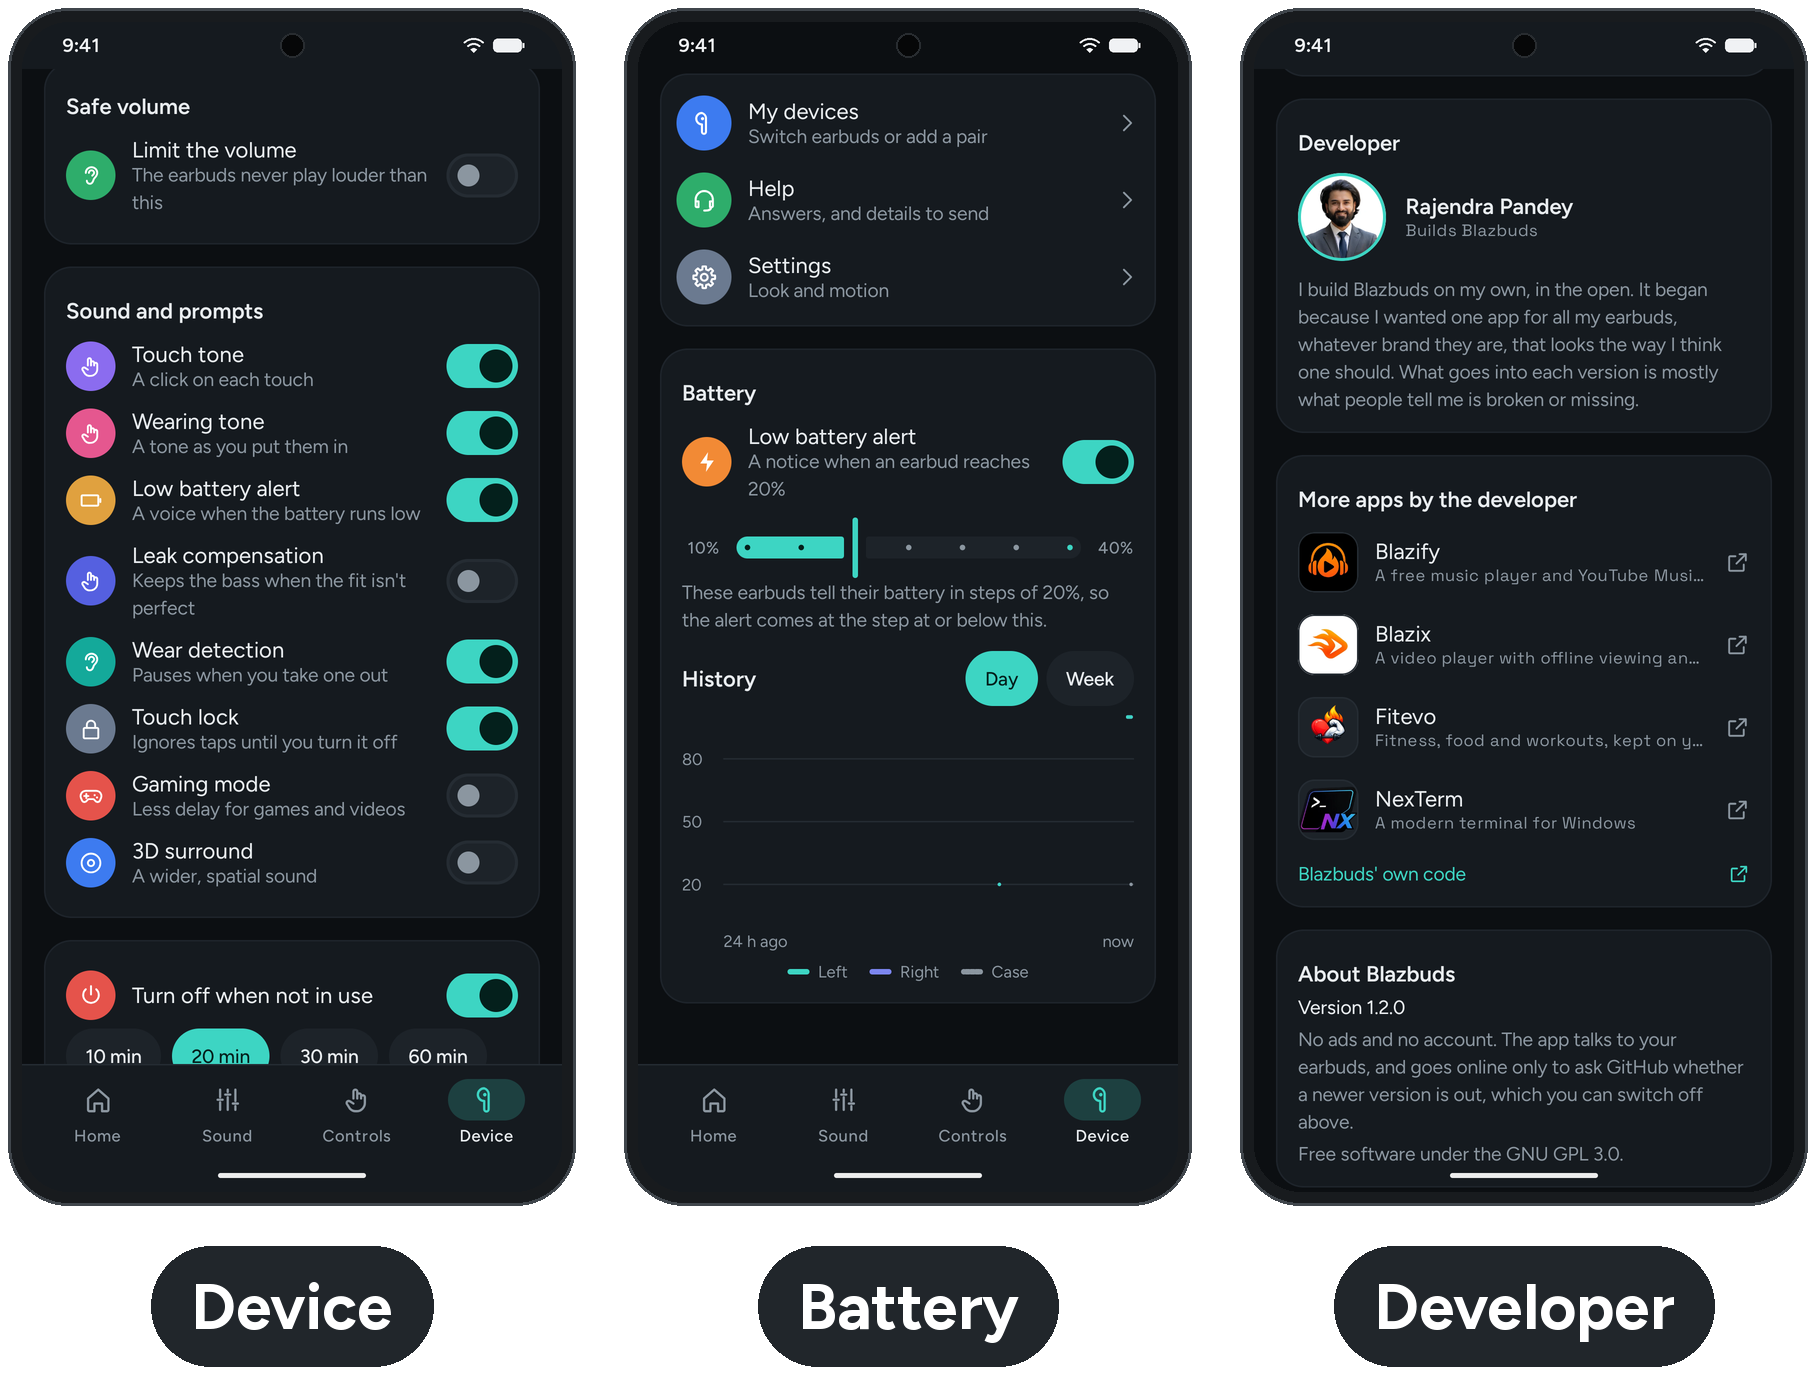 9:41
Safe volume
Limit the volume
The earbuds never play louder than
this
Sound and prompts
Touch tone
A click on each touch
Wearing tone
A tone as you put them in
Low battery alert
A voice when the battery runs low
Leak compensation
Keeps the bass when the fit isn't
perfect
Wear detection
Pauses when you take one out
Touch lock
Ignores taps until you turn it off
Gaming mode
Less delay for games and videos
3D surround
A wider, spatial sound
Turn off when not in use
10 min 20 min 30 min 60 min
Home Sound Controls Device
Device
9:41
My devices
Switch earbuds or add a pair
Help
Answers, and details to send
Settings
Look and motion
Battery
Low battery alert
A notice when an earbud reaches
20%
10% 40%
These earbuds tell their battery in steps of 20%, so
the alert comes at the step at or below this.
History Day Week
80
50
20
24 h ago now
Left Right Case
Home Sound Controls Device
Battery
9:41
Developer
Rajendra Pandey
Builds Blazbuds
I build Blazbuds on my own, in the open. It began
because I wanted one app for all my earbuds,
whatever brand they are, that looks the way I think
one should. What goes into each version is mostly
what people tell me is broken or missing.
More apps by the developer
Blazify
A free music player and YouTube Musi...
Blazix
A video player with offline viewing an...
Fitevo
Fitness, food and workouts, kept on y...
>_ NX
NexTerm
A modern terminal for Windows
Blazbuds' own code
About Blazbuds
Version 1.2.0
No ads and no account. The app talks to your
earbuds, and goes online only to ask GitHub whether
a newer version is out, which you can switch off
above.
Free software under the GNU GPL 3.0.
Developer